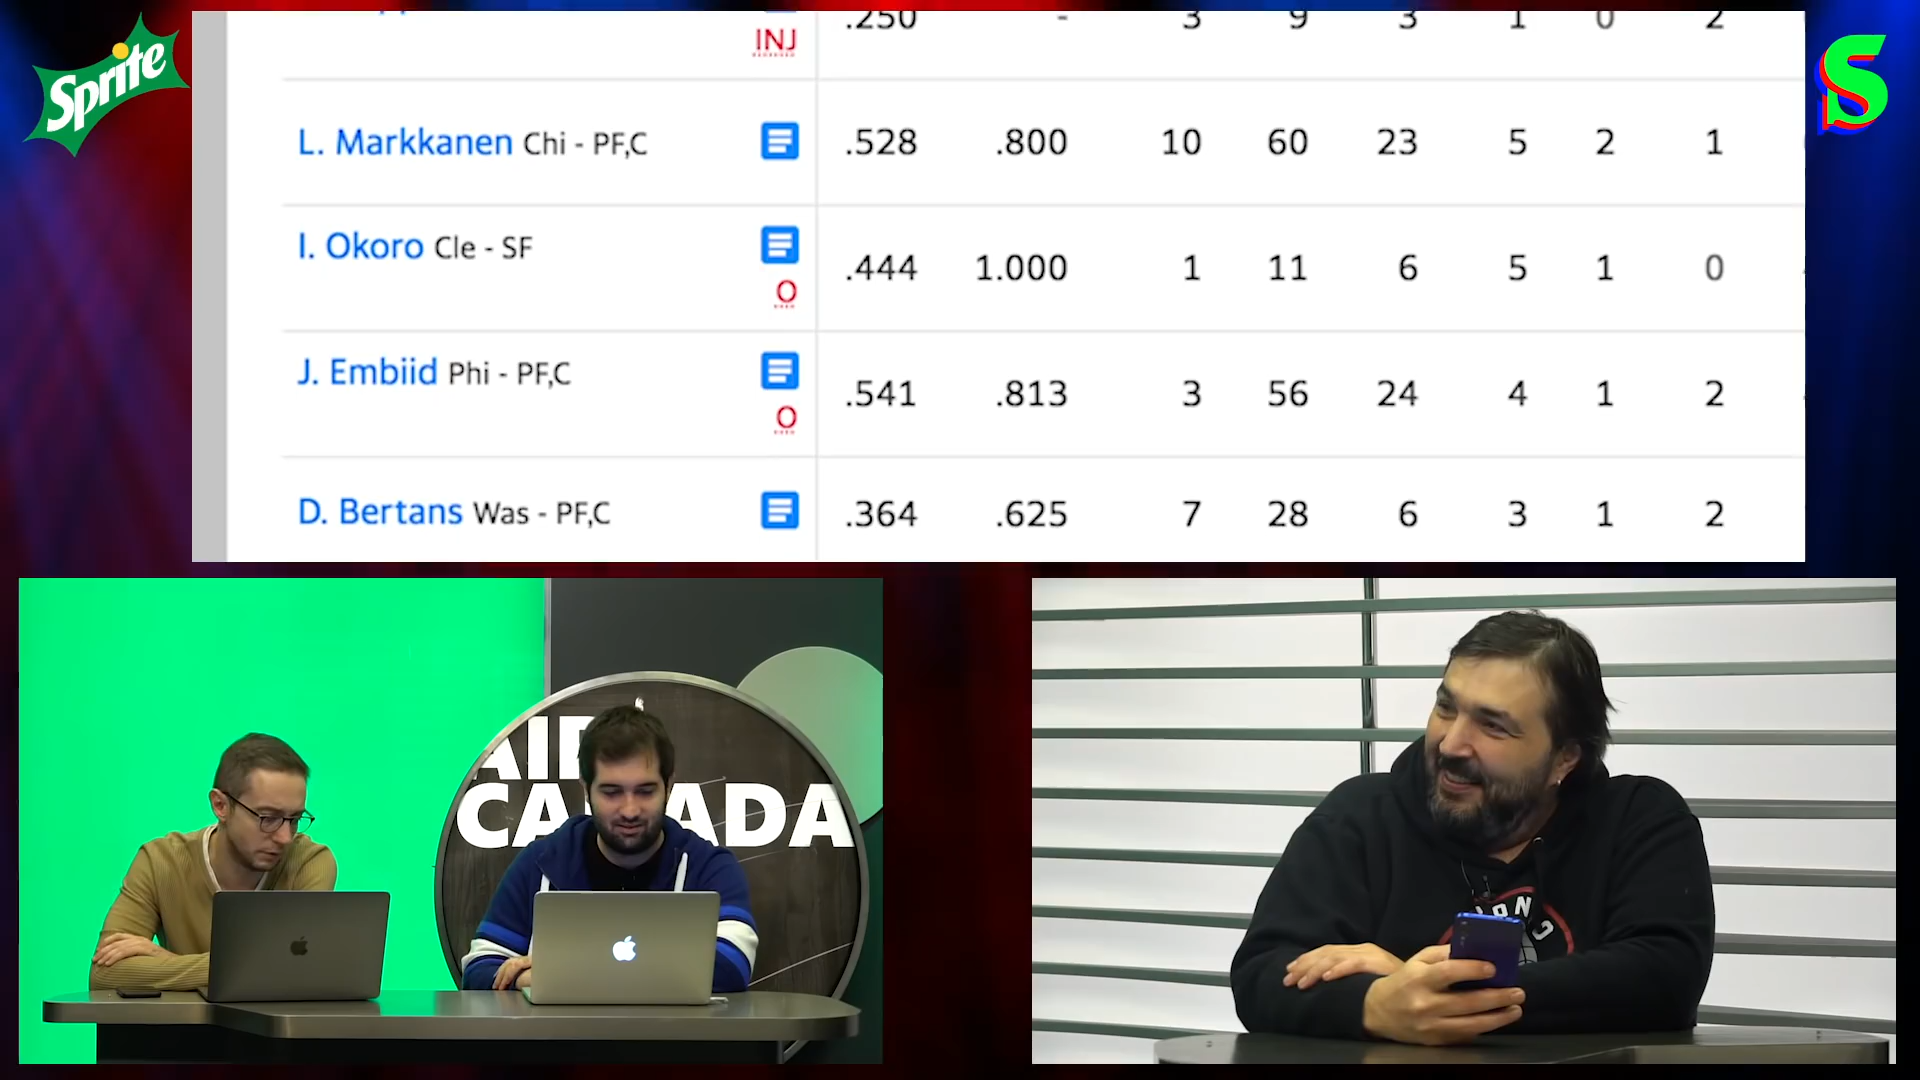 Sprite
S
.250 - 3 9 3 1 0 2
INJ
L. Markkanen Chi - PF,C .528 .800 10 60 23 5 2 1
I. Okoro Cle - SF .444 1.000 1 11 6 5 1 0
O
J. Embiid Phi - PF,C .541 .813 3 56 24 4 1 2
O
D. Bertans Was - PF,C .364 .625 7 28 6 3 1 2